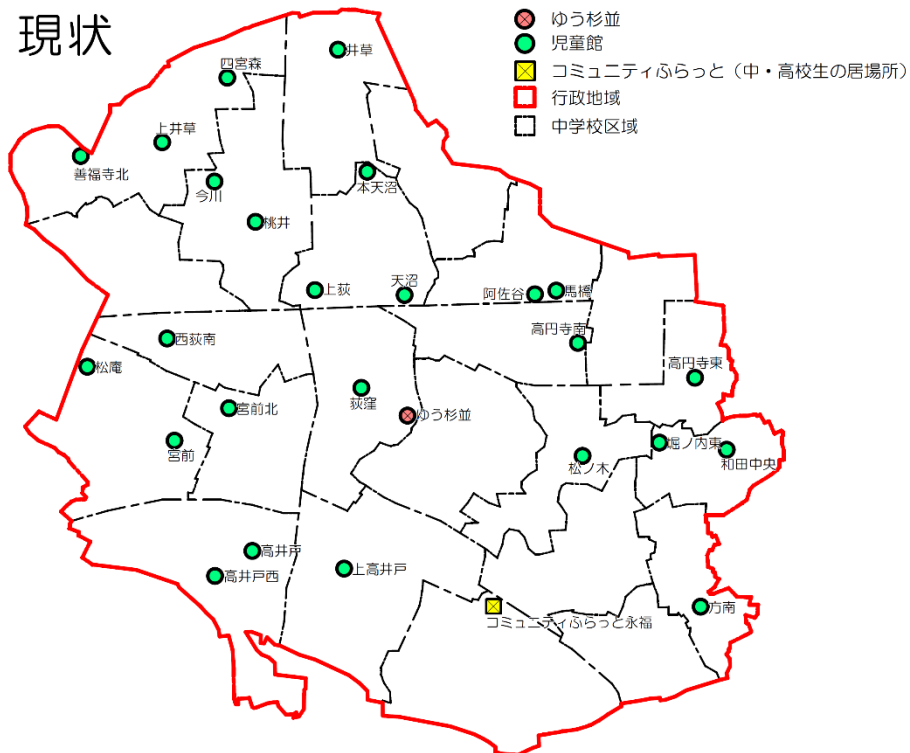 現状
ゆう杉並
児童館
コミュニティふらっと（中・高校生の居場所）
行政地域
中学校区域
井草
四宮森
上井草
善福寺北
今川
本天沼
桃井
上荻
天沼
阿佐谷
馬橋
西荻南
高円寺南
松庵
高円寺東
宮前北
荻窪
ゆう杉並
宮前
堀ノ内東
松ノ木
和田中央
高井戸
高井戸西
上高井戸
方南
コミュニティふらっと永福